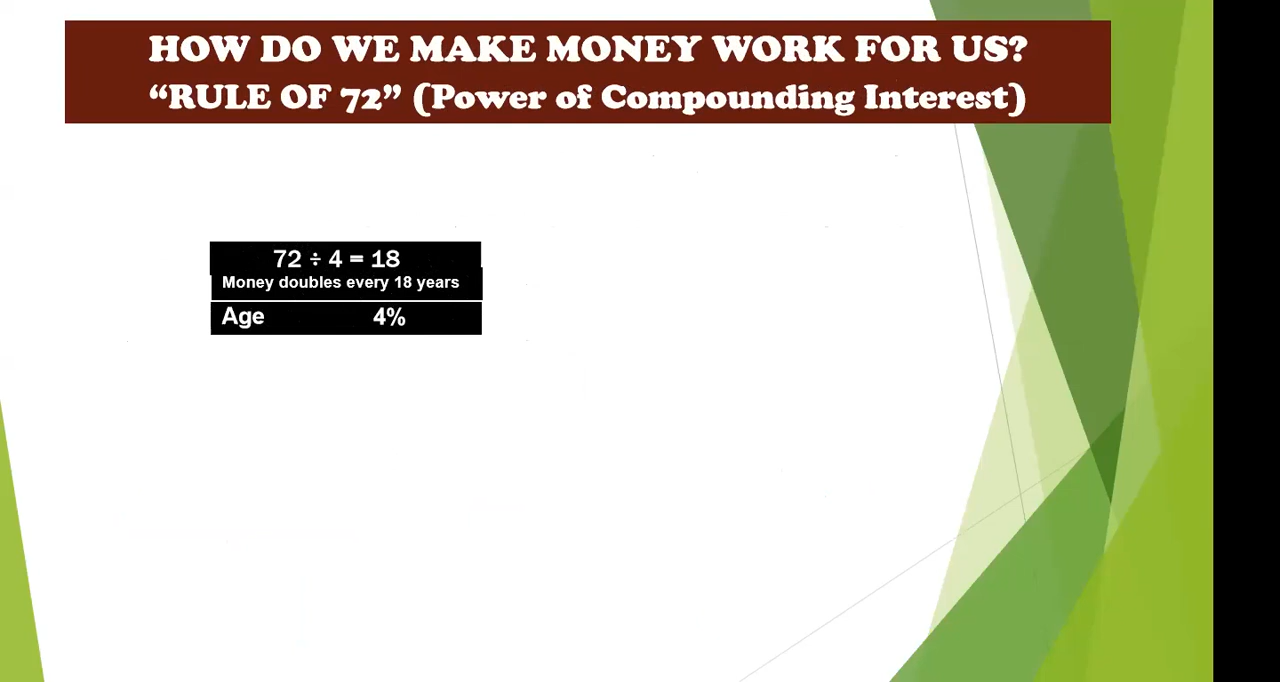 HOW DO WE MAKE MONEY WORK FOR US?
“RULE OF 72” (Power of Compounding Interest)
72 ÷ 4 = 18
Money doubles every 18 years
Age 4%